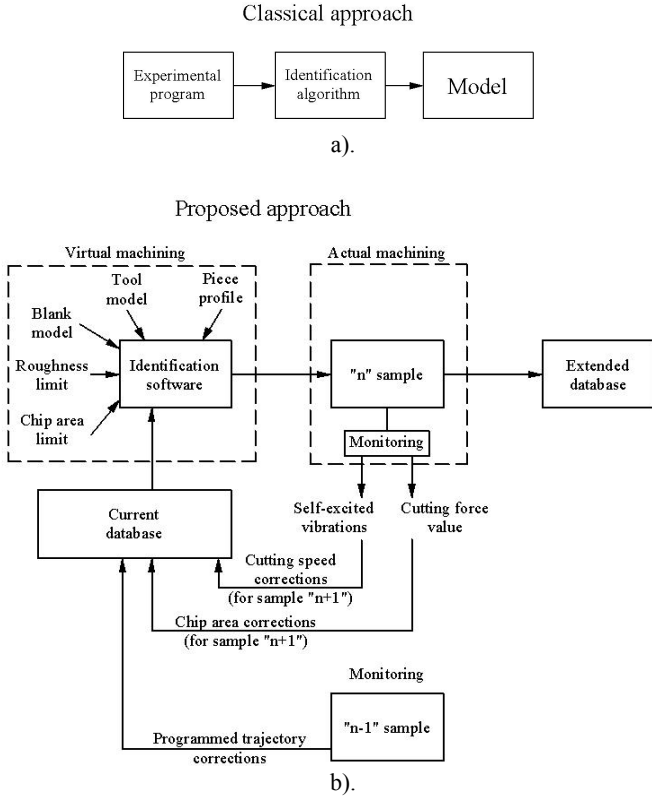 Classical approach
Experimental
program
Identification
algorithm
Model
a).
Proposed approach
Virtual machining
Actual machining
Tool
model
Piece
profile
Blank
model
Roughness
limit
Chip area
limit
Identification
software
"n" sample
Extended
database
Monitoring
Current
database
Self-excited
vibrations
Cutting force
value
Cutting speed
corrections
(for sample "n+1")
Chip area corrections
(for sample "n+1")
Monitoring
"n-1" sample
Programmed trajectory
corrections
b).